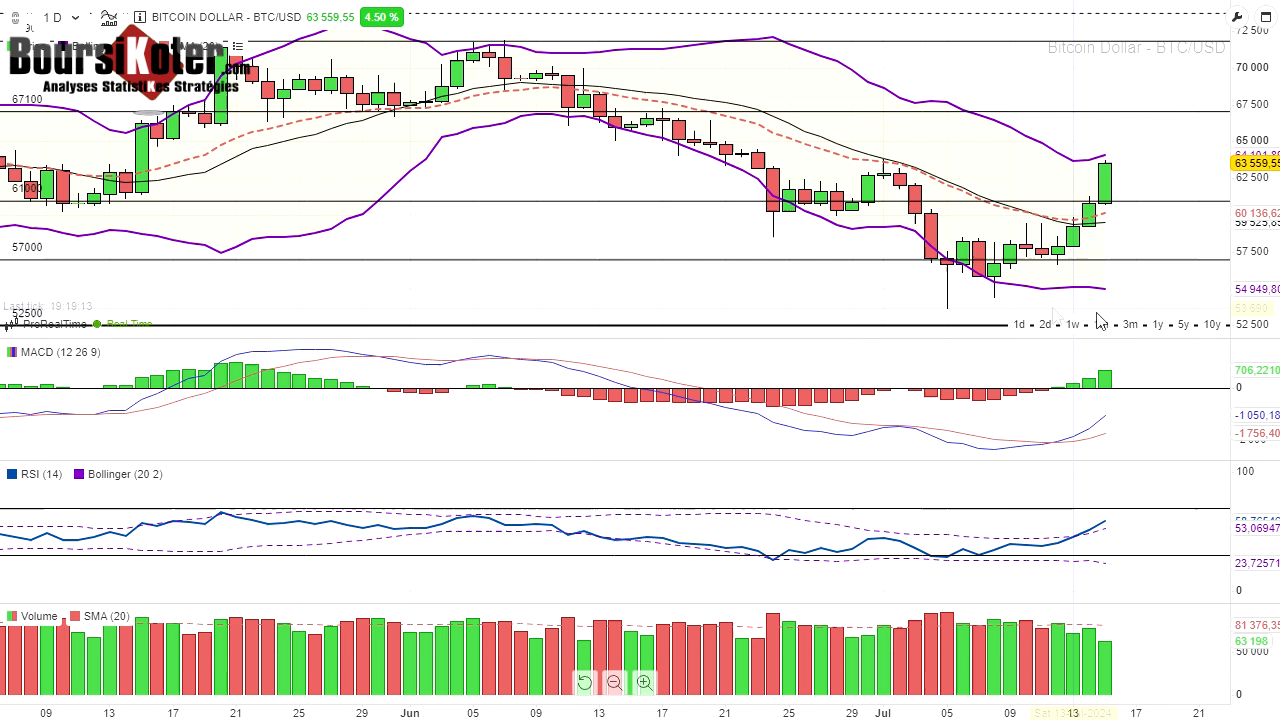 1 D
BITCOIN DOLLAR - BTC/USD 63 559,55 4.50 %
BoursiKoter.com
Analyses StatistiKes Stratégies
Bitcoin Dollar - BTC/USD
72 500
70 000
67 500
65 000
63 559,55
62 500
60 136,62
57 500
54 949,80
52 500
67100
61000
57000
52500
Last tick: 19:19:13
ProRealTime Real-Time
1d 2d 1w 3m 1y 5y 10y
MACD (12 26 9)
706,2210
0
-1 050,18
-1 756,40
RSI (14) Bollinger (20 2)
100
53,06947
23,72571
0
Volume SMA (20)
81 376,35
63 198
50 000
0
09 13 17 21 25 29 Jun 05 09 13 17 21 25 29 Jul 05 09 13 17 21